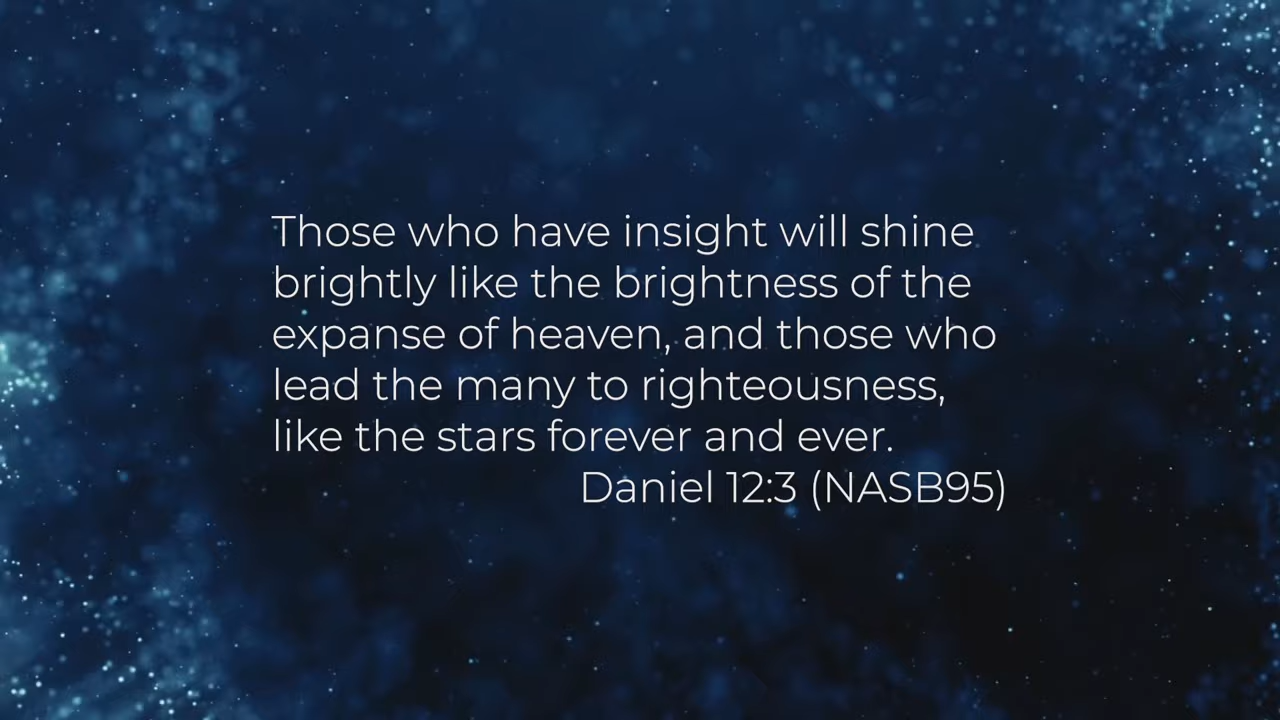 Those who have insight will shine
brightly like the brightness of the
expanse of heaven, and those who
lead the many to righteousness,
like the stars forever and ever.
Daniel 12:3 (NASB95)